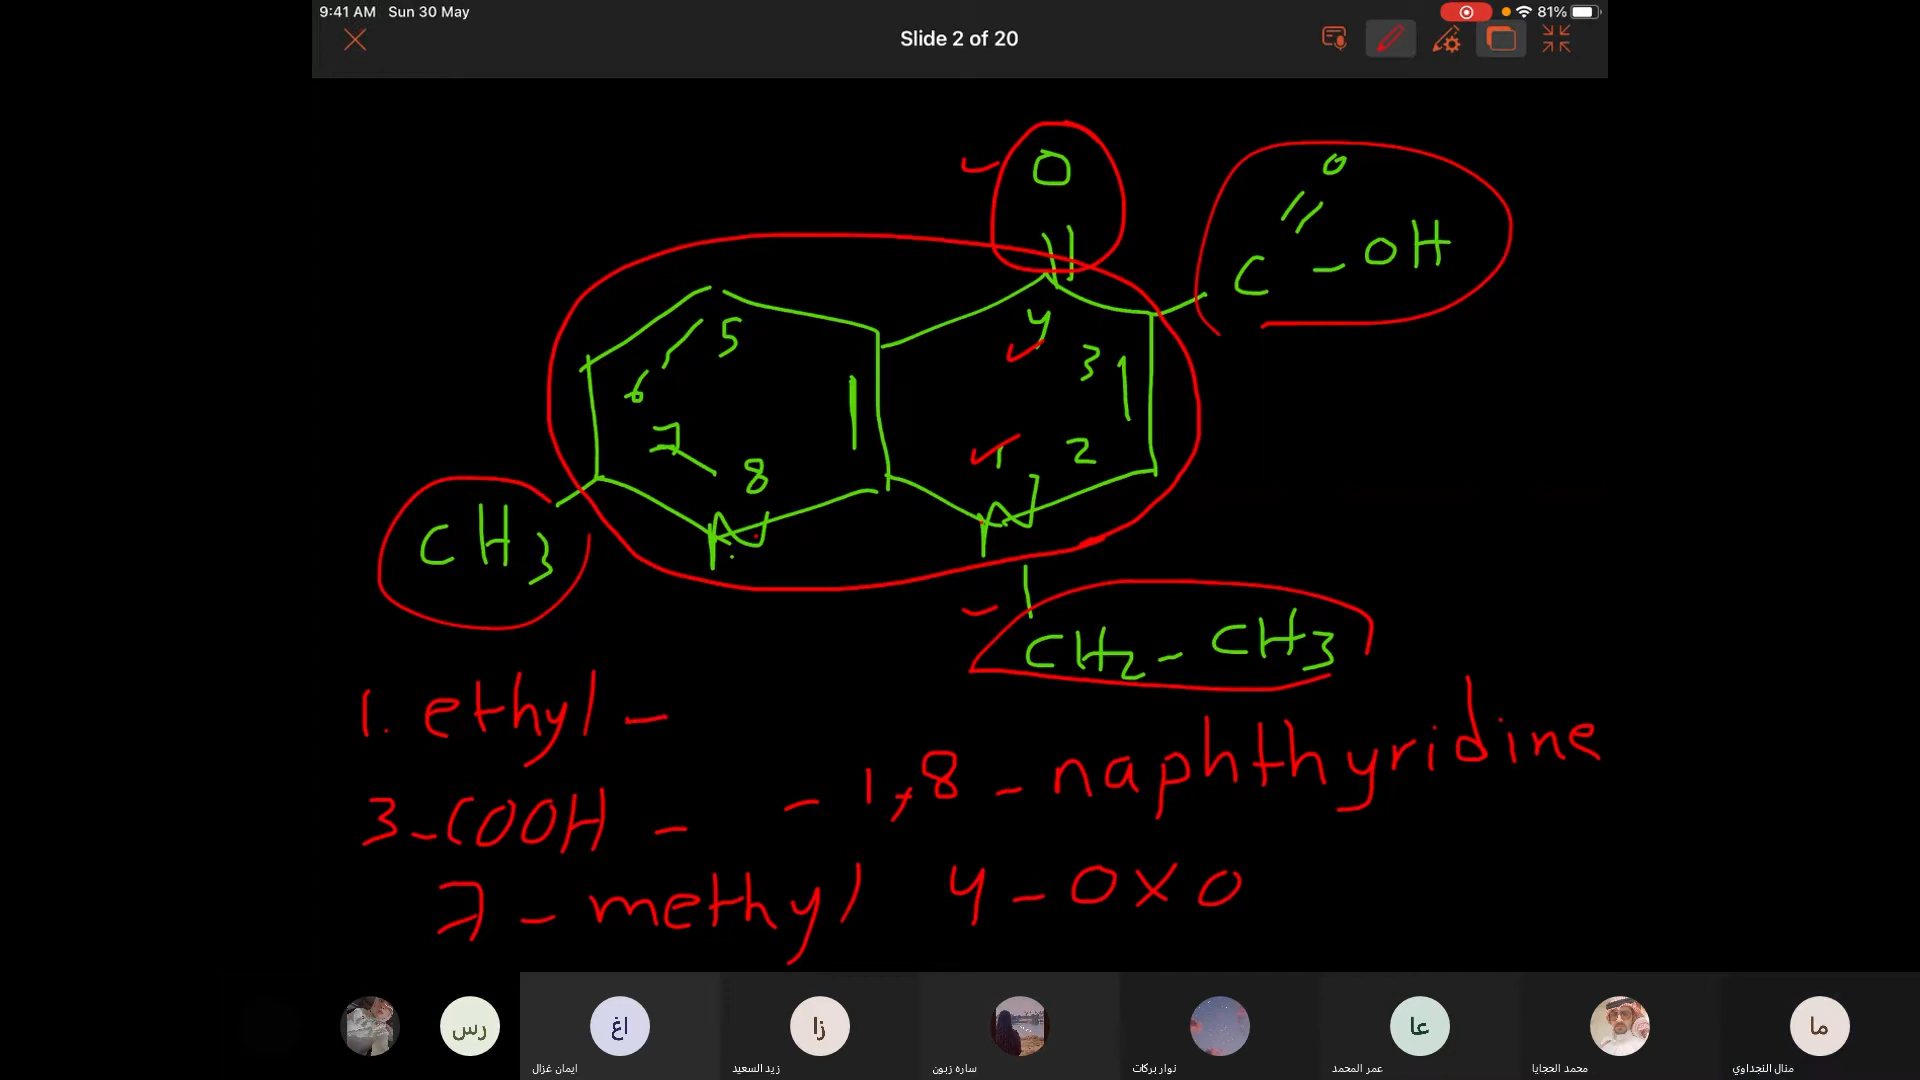 9:41 AM Sun 30 May
81%
Slide 2 of 20
O
O
C - OH
5
4
6
3
7
8
1
2
N
N
CH3
CH2 - CH3
1. ethyl -
- 1,8 - naphthyridine
3 - COOH -
7 - methyl 4 - oxo
رس
اغ
زا
عا
ما
ايمان غزال
زيد السعيد
ساره زبون
نوار بركات
عمر المحمد
محمد الحجايا
منال النجداوي